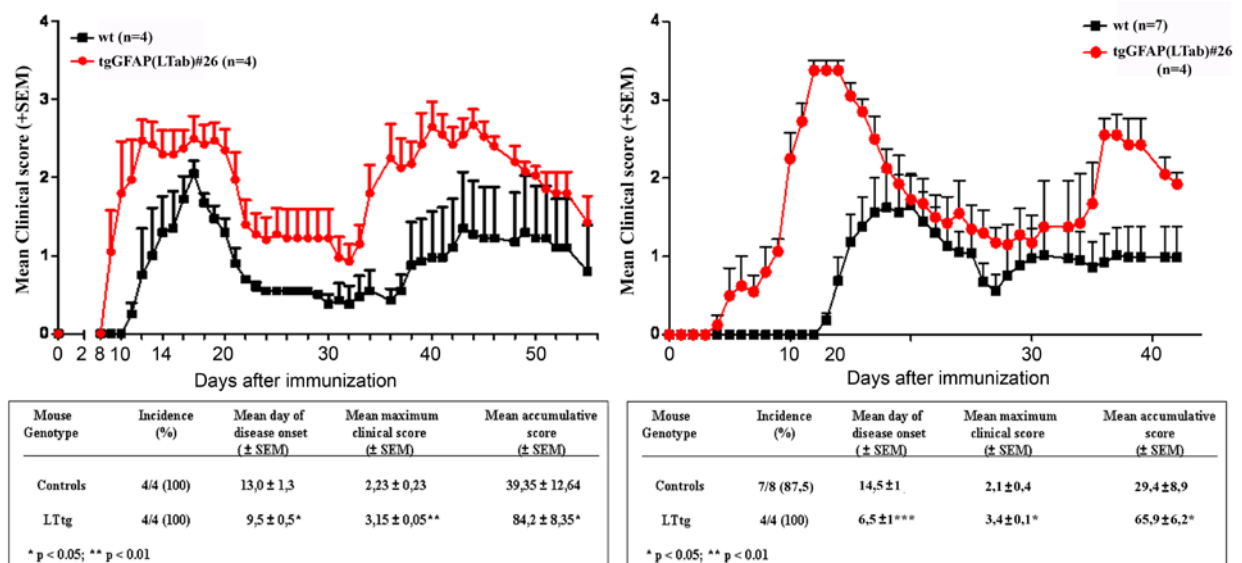 Mean Clinical score (+SEM)
4
3
2
1
0
wt (n=4)
tgGFAP(LTab)#26 (n=4)
0 2 8 10 14 20 30 40 50
Days after immunization
Mouse Genotype
Incidence (%)
Mean day of disease onset ( ± SEM)
Mean maximum clinical score (± SEM)
Mean accumulative score (± SEM)
Controls 4/4 (100) 13,0 ± 1,3 2,23 ± 0,23 39,35 ± 12,64
LTtg 4/4 (100) 9,5 ± 0,5* 3,15 ± 0,05** 84,2 ± 8,35*
* p < 0.05; ** p < 0.01
Mean Clinical score (+SEM)
4
3
2
1
0
wt (n=7)
tgGFAP(LTab)#26
(n=4)
0 10 20 40
Days after immunization
Mouse Genotype
Incidence (%)
Mean day of disease onset (± SEM)
Mean maximum clinical score (± SEM)
Mean accumulative score (± SEM)
Controls 7/8 (87,5) 14,5±1 2,1±0,4 29,4±8,9
LTtg 4/4 (100) 6,5±1*** 3,4±0,1* 65,9±6,2*
* p < 0.05; ** p < 0.01